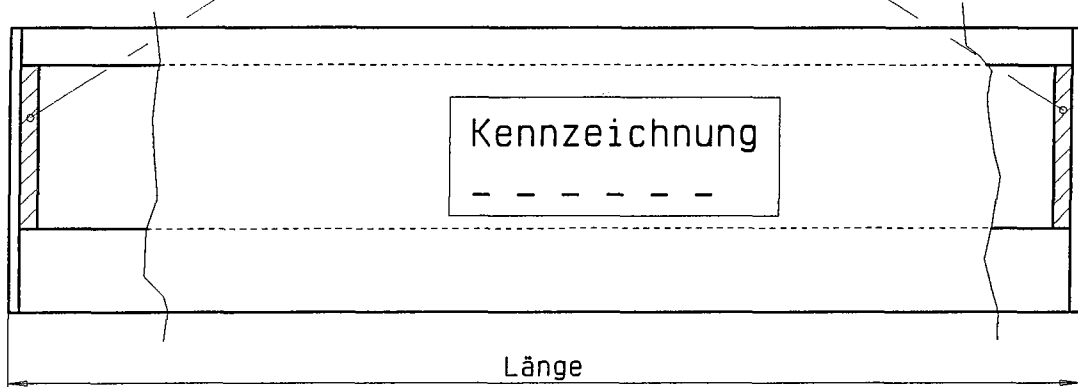 Kennzeichnung
– – – – – –
Länge